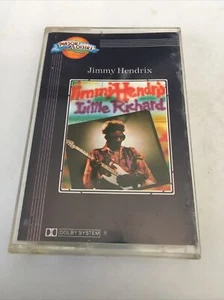 Jimmy Hendrix
Jimmi Hendrix
Little Richard
DOLBY SYSTEM